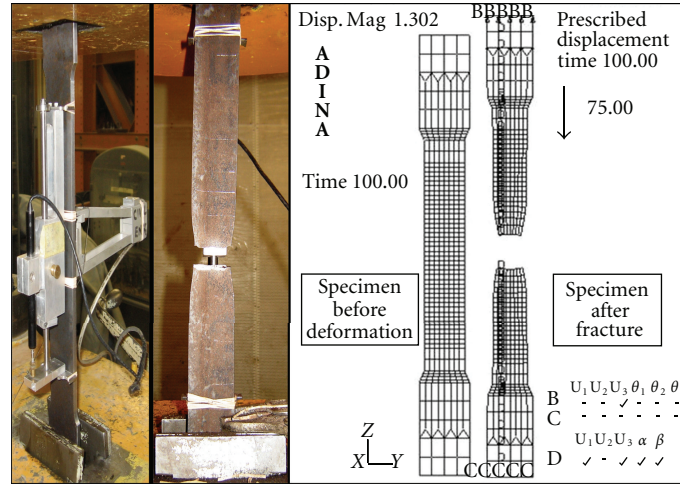 Disp. Mag 1.302
BBBBB
Prescribed
displacement
time 100.00
75.00
A
D
I
N
A
Time 100.00
Specimen
before
deformation
Specimen
after
fracture
U1 U2 U3 θ1 θ2 θ
B - - ✓ - - -
C - - - - - -
U1 U2 U3 α β
D ✓ - ✓ ✓ ✓
Z
X Y
CCCCC